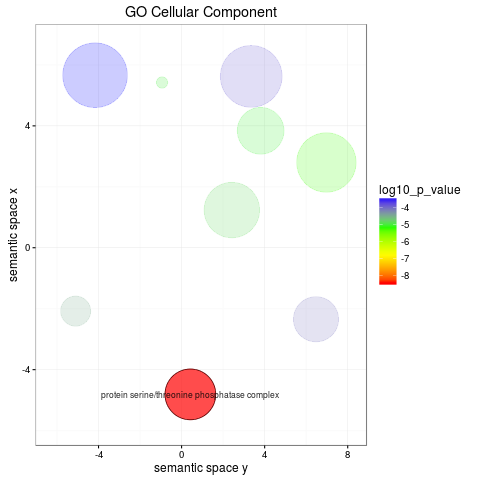 GO Cellular Component
semantic space x
4
0
-4
protein serine/threonine phosphatase complex
-4 0 4 8
semantic space y
log10_p_value
-4
-5
-6
-7
-8